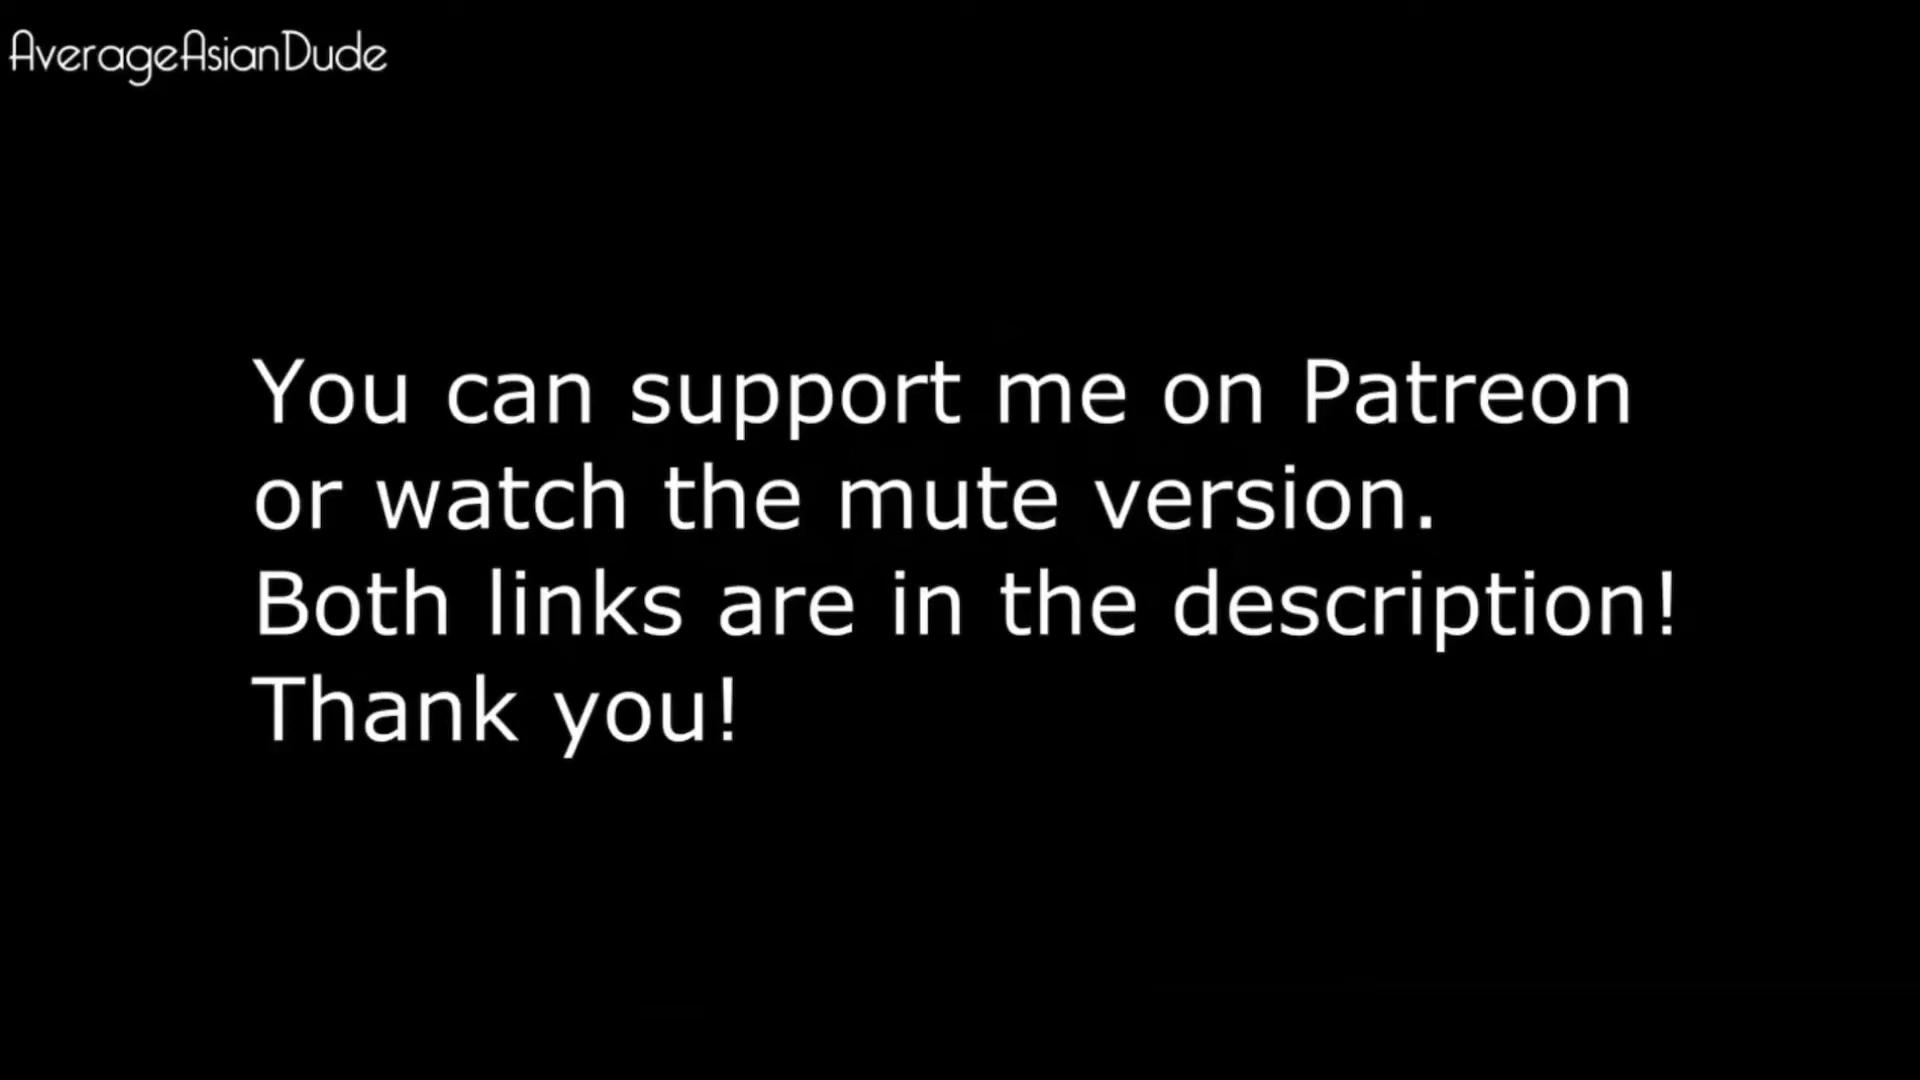 AverageAsianDude
You can support me on Patreon
or watch the mute version.
Both links are in the description!
Thank you!